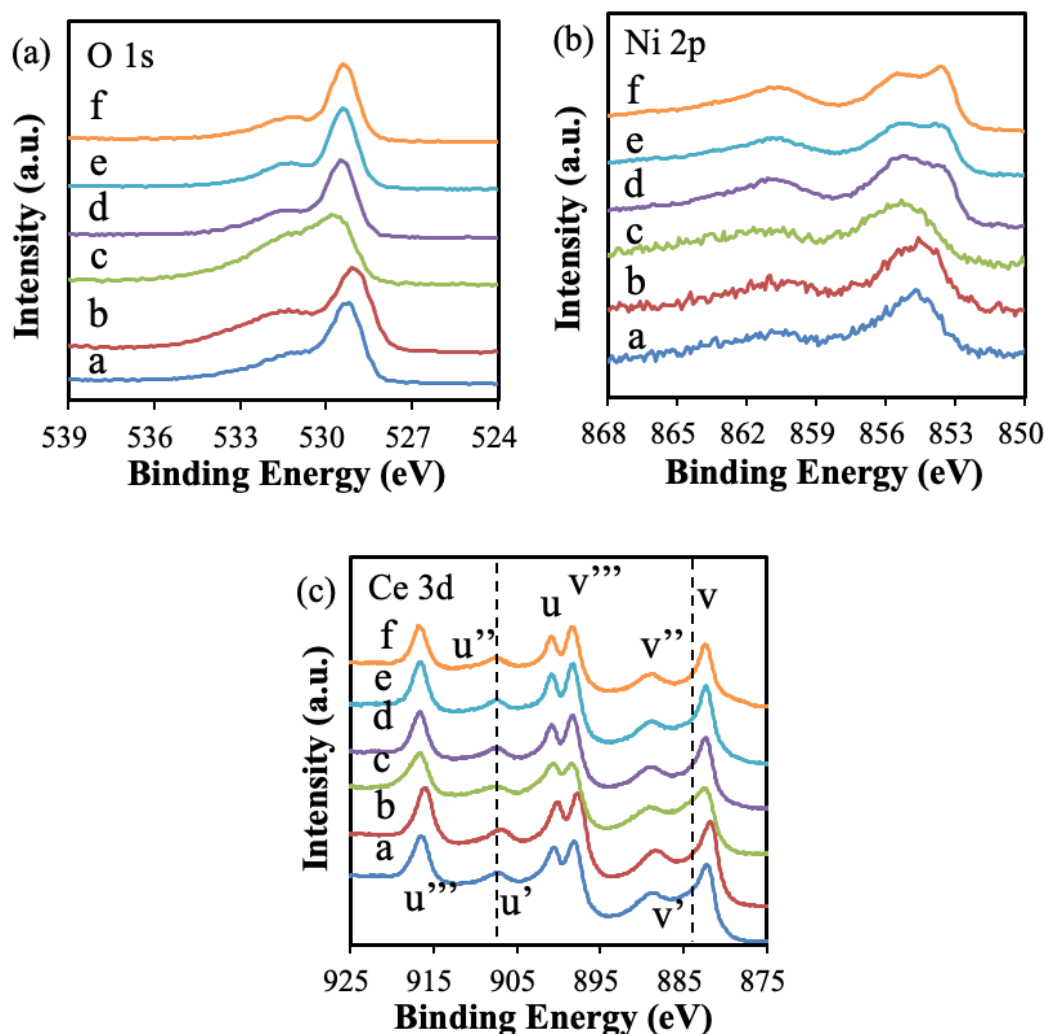 (a) O 1s
f
e
d
c
b
a
Intensity (a.u.)
539 536 533 530 527 524
Binding Energy (eV)
(b) Ni 2p
f
e
d
c
b
a
Intensity (a.u.)
868 865 862 859 856 853 850
Binding Energy (eV)
(c) Ce 3d
v’’’
u
v
f
u’’
v’’
e
d
c
b
a
u’’’
u’
v’
Intensity (a.u.)
925 915 905 895 885 875
Binding Energy (eV)